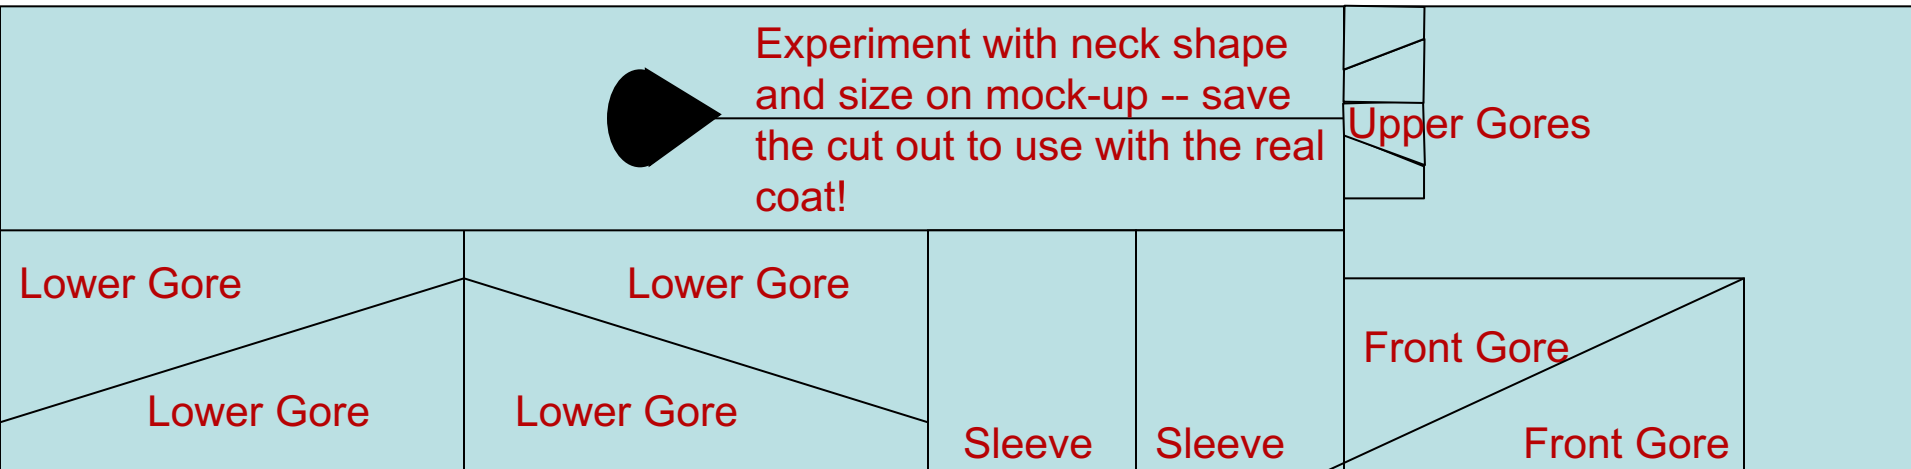 Experiment with neck shape
and size on mock-up -- save
the cut out to use with the real
coat!
Upper Gores
Lower Gore
Lower Gore
Front Gore
Lower Gore
Lower Gore
Sleeve
Sleeve
Front Gore